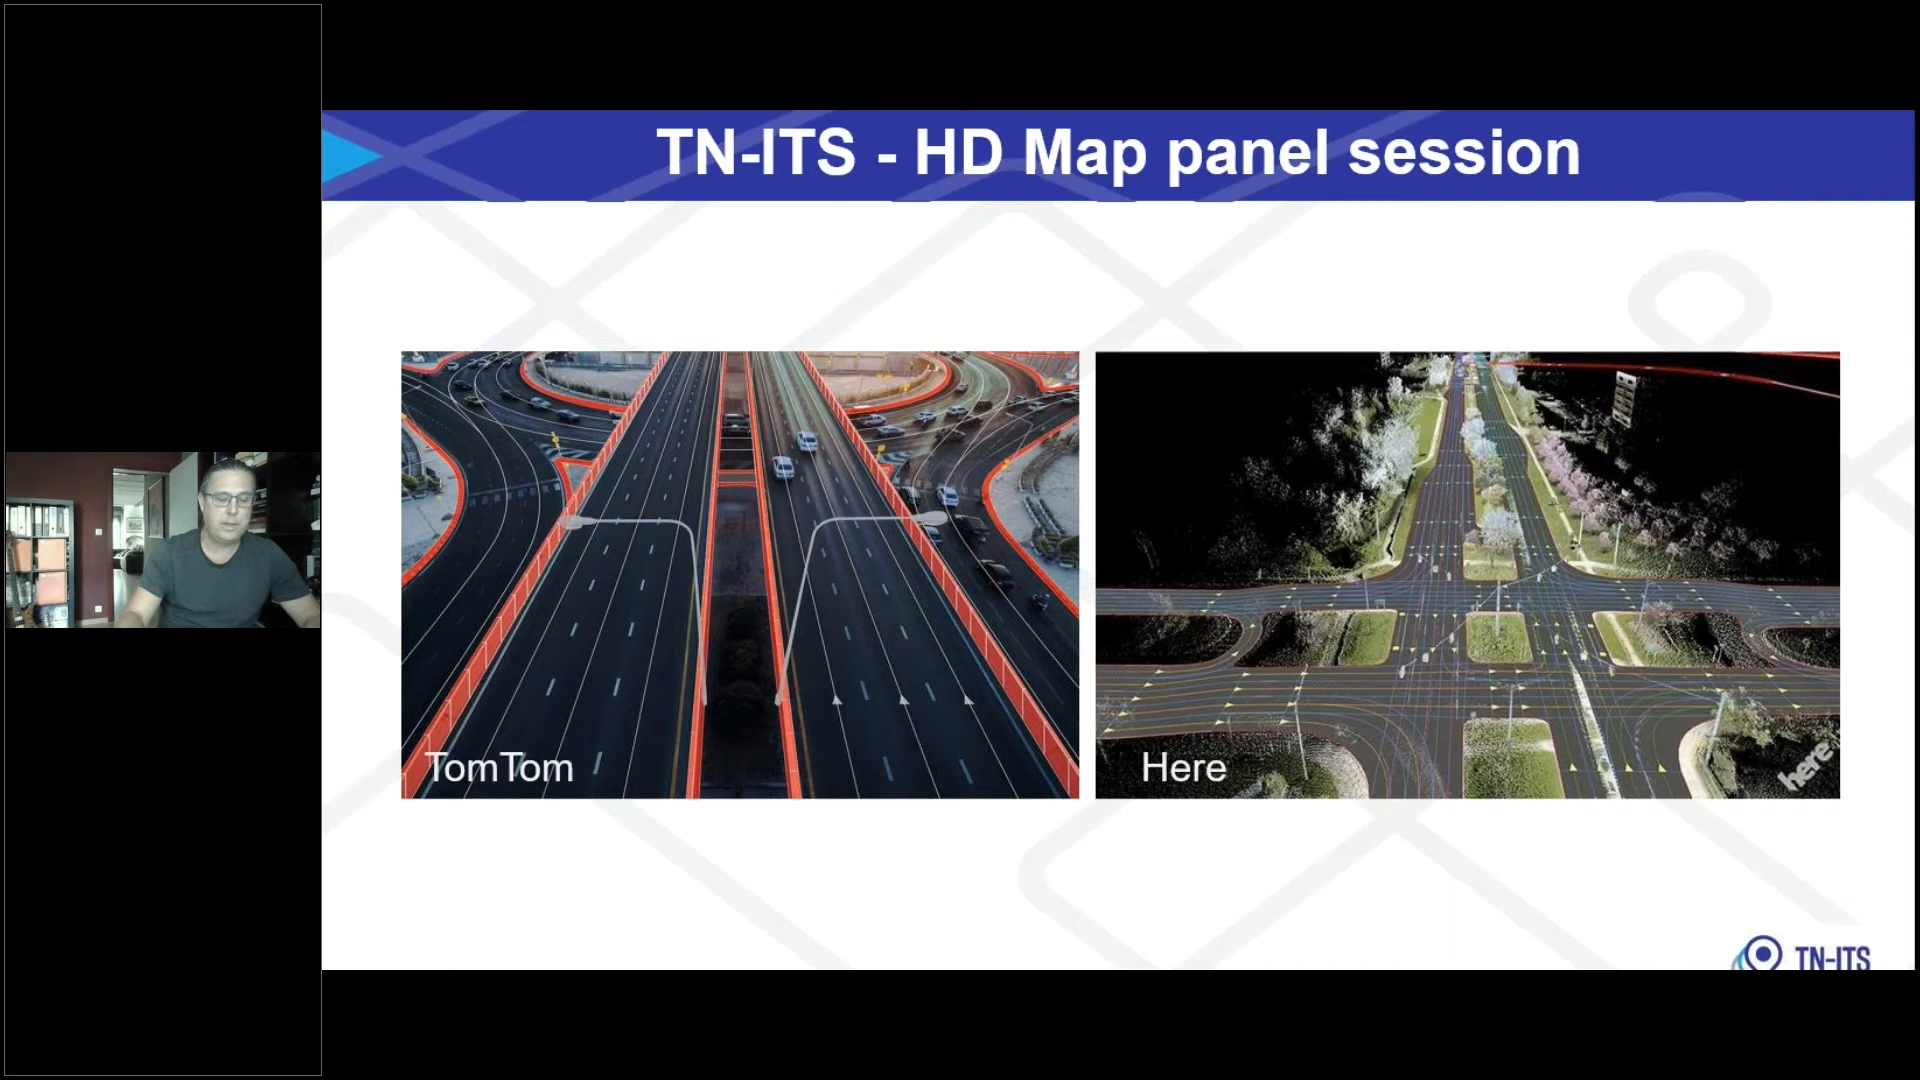 TN-ITS - HD Map panel session
TomTom
Here
here
TN-ITS